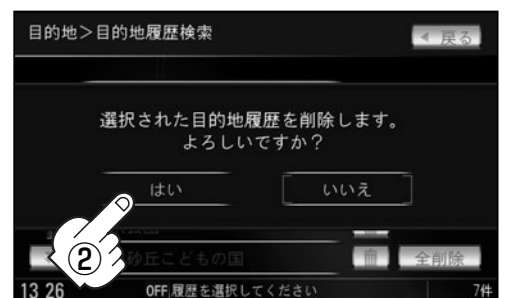 目的地>目的地履歴検索
◀ 戻る
選択された目的地履歴を削除します。
よろしいですか？
はい
いいえ
②
砂丘こどもの国
全削除
13 26
OFF 履歴を選択してください
7件